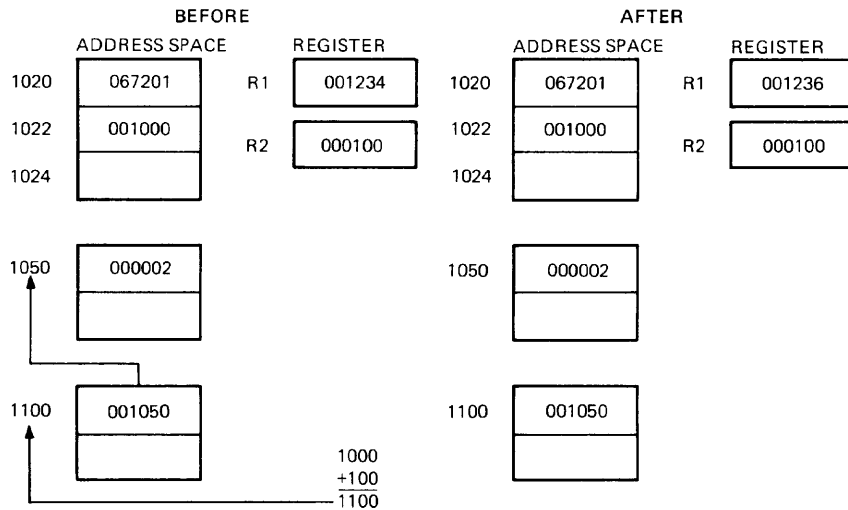 BEFORE AFTER
ADDRESS SPACE REGISTER ADDRESS SPACE REGISTER
1020 067201 R1 001234 1020 067201 R1 001236
1022 001000 R2 000100 1022 001000 R2 000100
1024 1024
1050 000002 1050 000002
1100 001050 1100 001050
1000
+100
1100